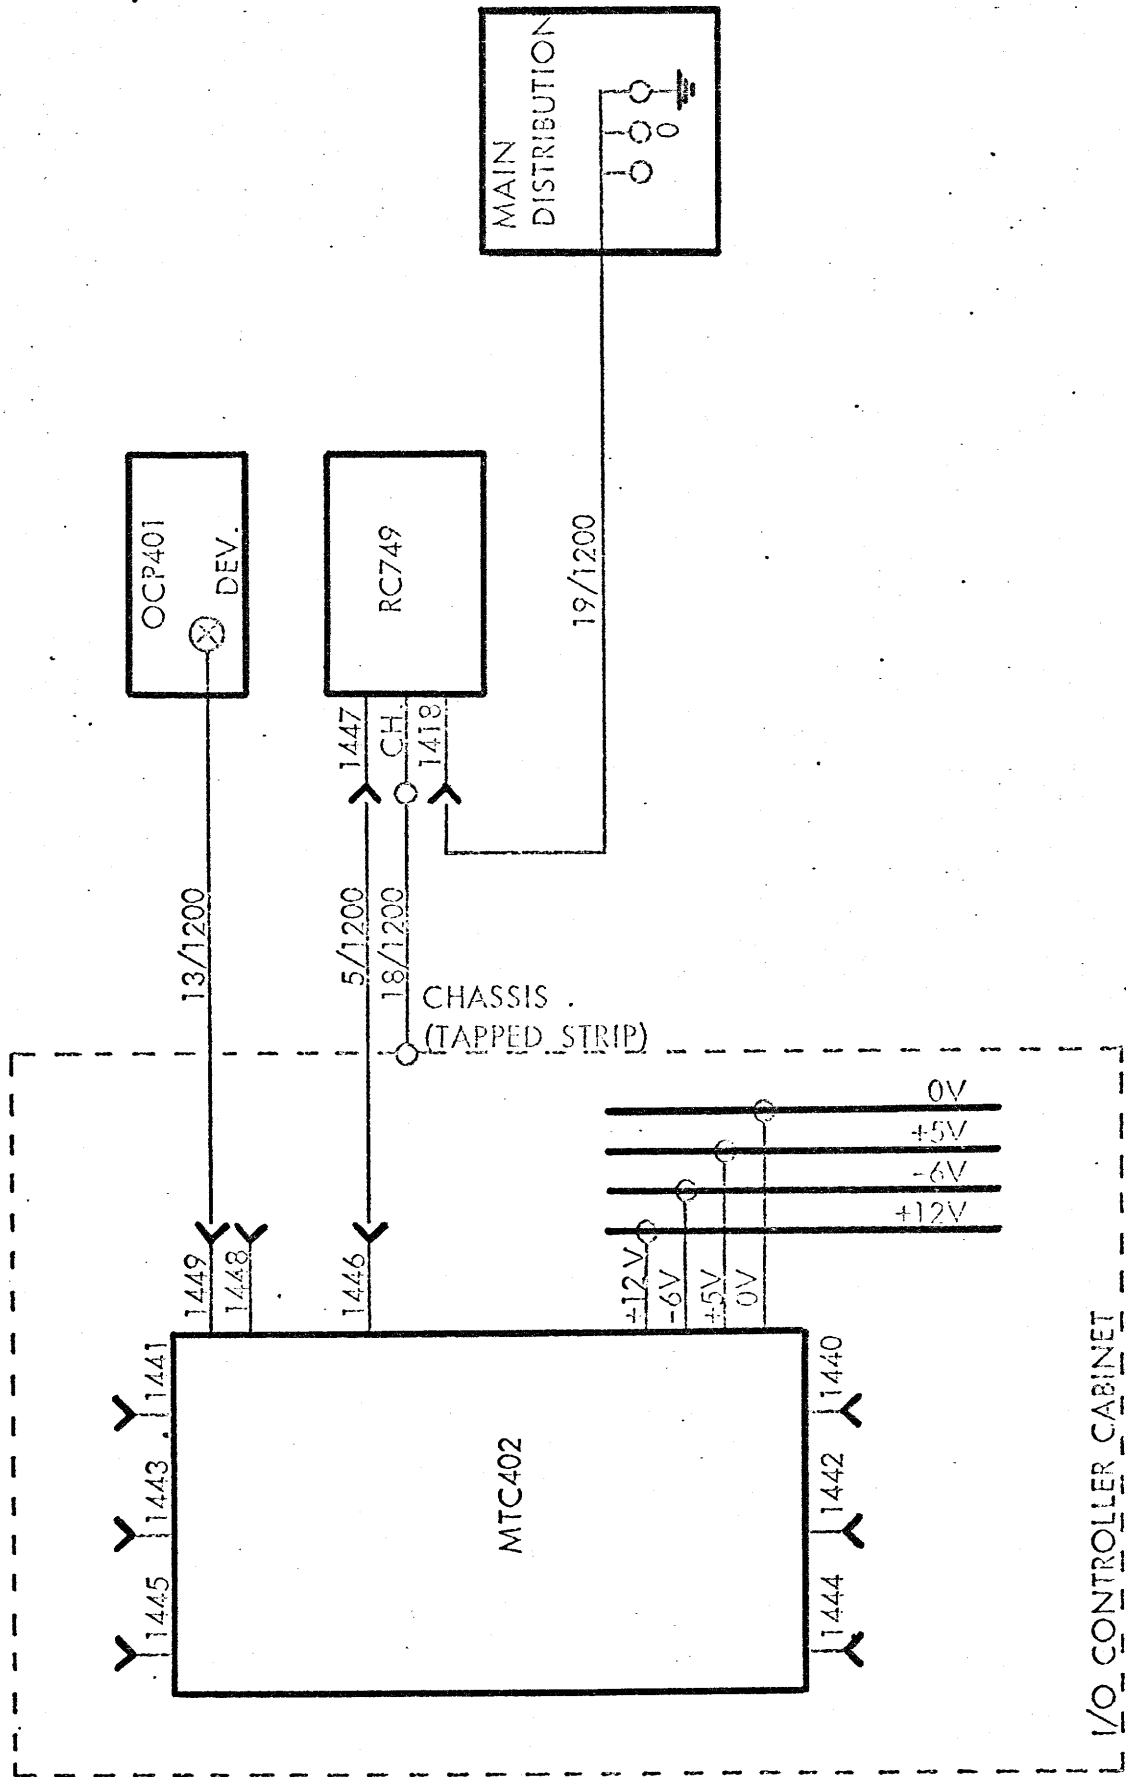 MAIN
DISTRIBUTION
0
OCP401
DEV.
RC749
19/1200
1447
CH.
1418
13/1200
5/1200
18/1200
CHASSIS .
(TAPPED STRIP)
0V
+5V
-6V
+12V
1449
1448
1446
+12V
-6V
+5V
0V
1441
1443
1445
MTC402
1440
1442
1444
I/O CONTROLLER CABINET